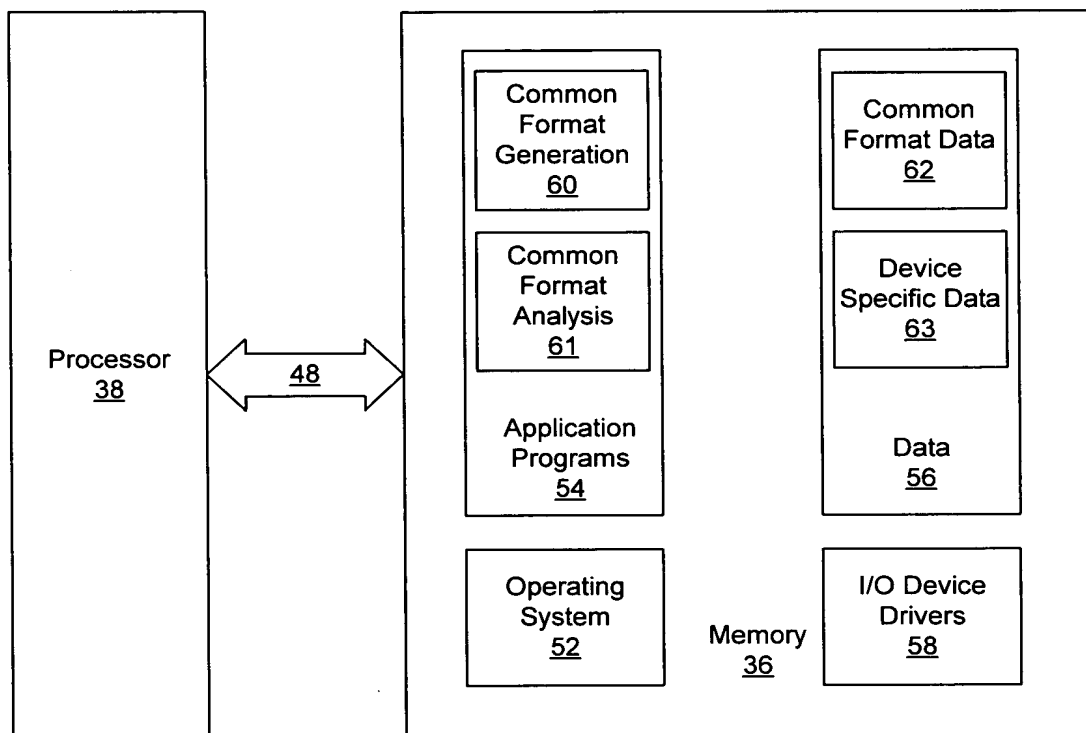 Processor
38
48
Common
Format
Generation
60
Common
Format
Analysis
61
Application
Programs
54
Common
Format Data
62
Device
Specific Data
63
Data
56
Operating
System
52
Memory
36
I/O Device
Drivers
58